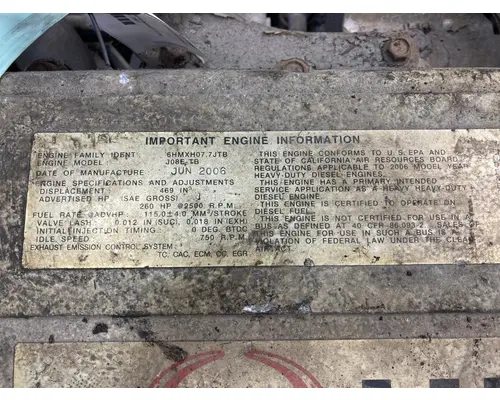 IMPORTANT ENGINE INFORMATION
ENGINE FAMILY IDENT. 6HMXH07.7JTB
ENGINE MODEL J08E-TB
DATE OF MANUFACTURE JUN 2006
ENGINE SPECIFICATIONS AND ADJUSTMENTS
DISPLACEMENT 469 IN³
ADVERTISED HP (SAE GROSS)
260 HP @2500 R.P.M.
FUEL RATE @ADVHP 115.0±4.0 MM³/STROKE
VALVE LASH 0.012 IN (SUC), 0.018 IN(EXH)
INITIAL INJECTION TIMING 0 DEG. BTDC
IDLE SPEED 750 R.P.M.
EXHAUST EMISSION CONTROL SYSTEM
TC, CAC, ECM, OC, EGR
THIS ENGINE CONFORMS TO U.S. EPA AND
STATE OF CALIFORNIA AIR RESOURCES BOARD
REGULATIONS APPLICABLE TO 2006 MODEL YEAR
HEAVY-DUTY DIESEL ENGINES.
THIS ENGINE HAS A PRIMARY INTENDED
SERVICE APPLICATION AS A HEAVY HEAVY-DUTY
DIESEL ENGINE.
THIS ENGINE IS CERTIFIED TO OPERATE ON
DIESEL FUEL.
THIS ENGINE IS NOT CERTIFIED FOR USE IN A
BUS AS DEFINED AT 40 CFR 86.093-2. SALES OF
THIS ENGINE FOR USE IN SUCH A BUS IS A
VIOLATION OF FEDERAL LAW UNDER THE CLEAN
AIR ACT.